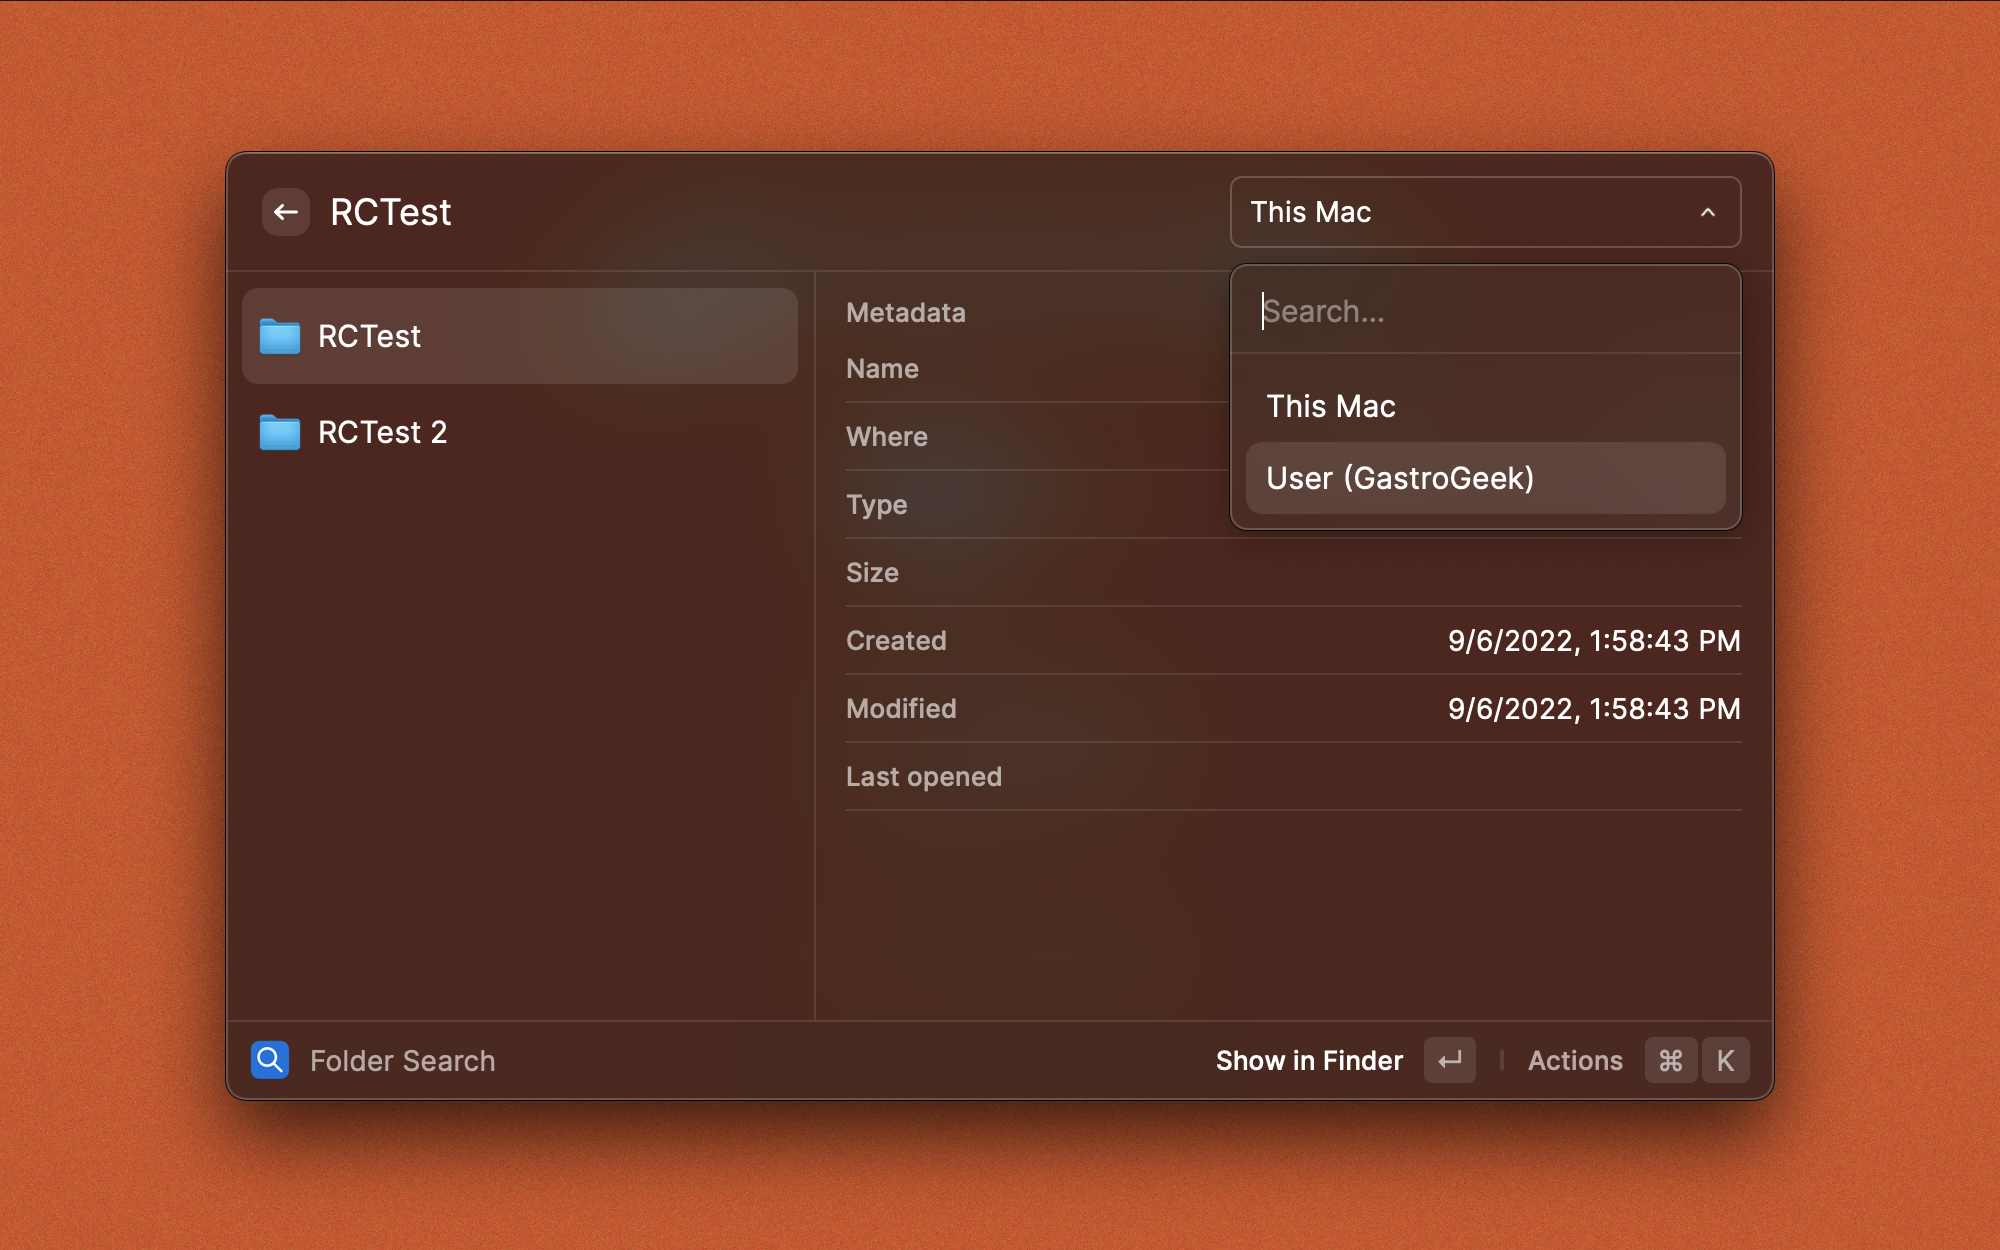 RCTest
This Mac
RCTest
RCTest 2
Metadata
Name
Where
Type
Size
Created 9/6/2022, 1:58:43 PM
Modified 9/6/2022, 1:58:43 PM
Last opened
Search...
This Mac
User (GastroGeek)
Folder Search
Show in Finder ↵ Actions ⌘ K